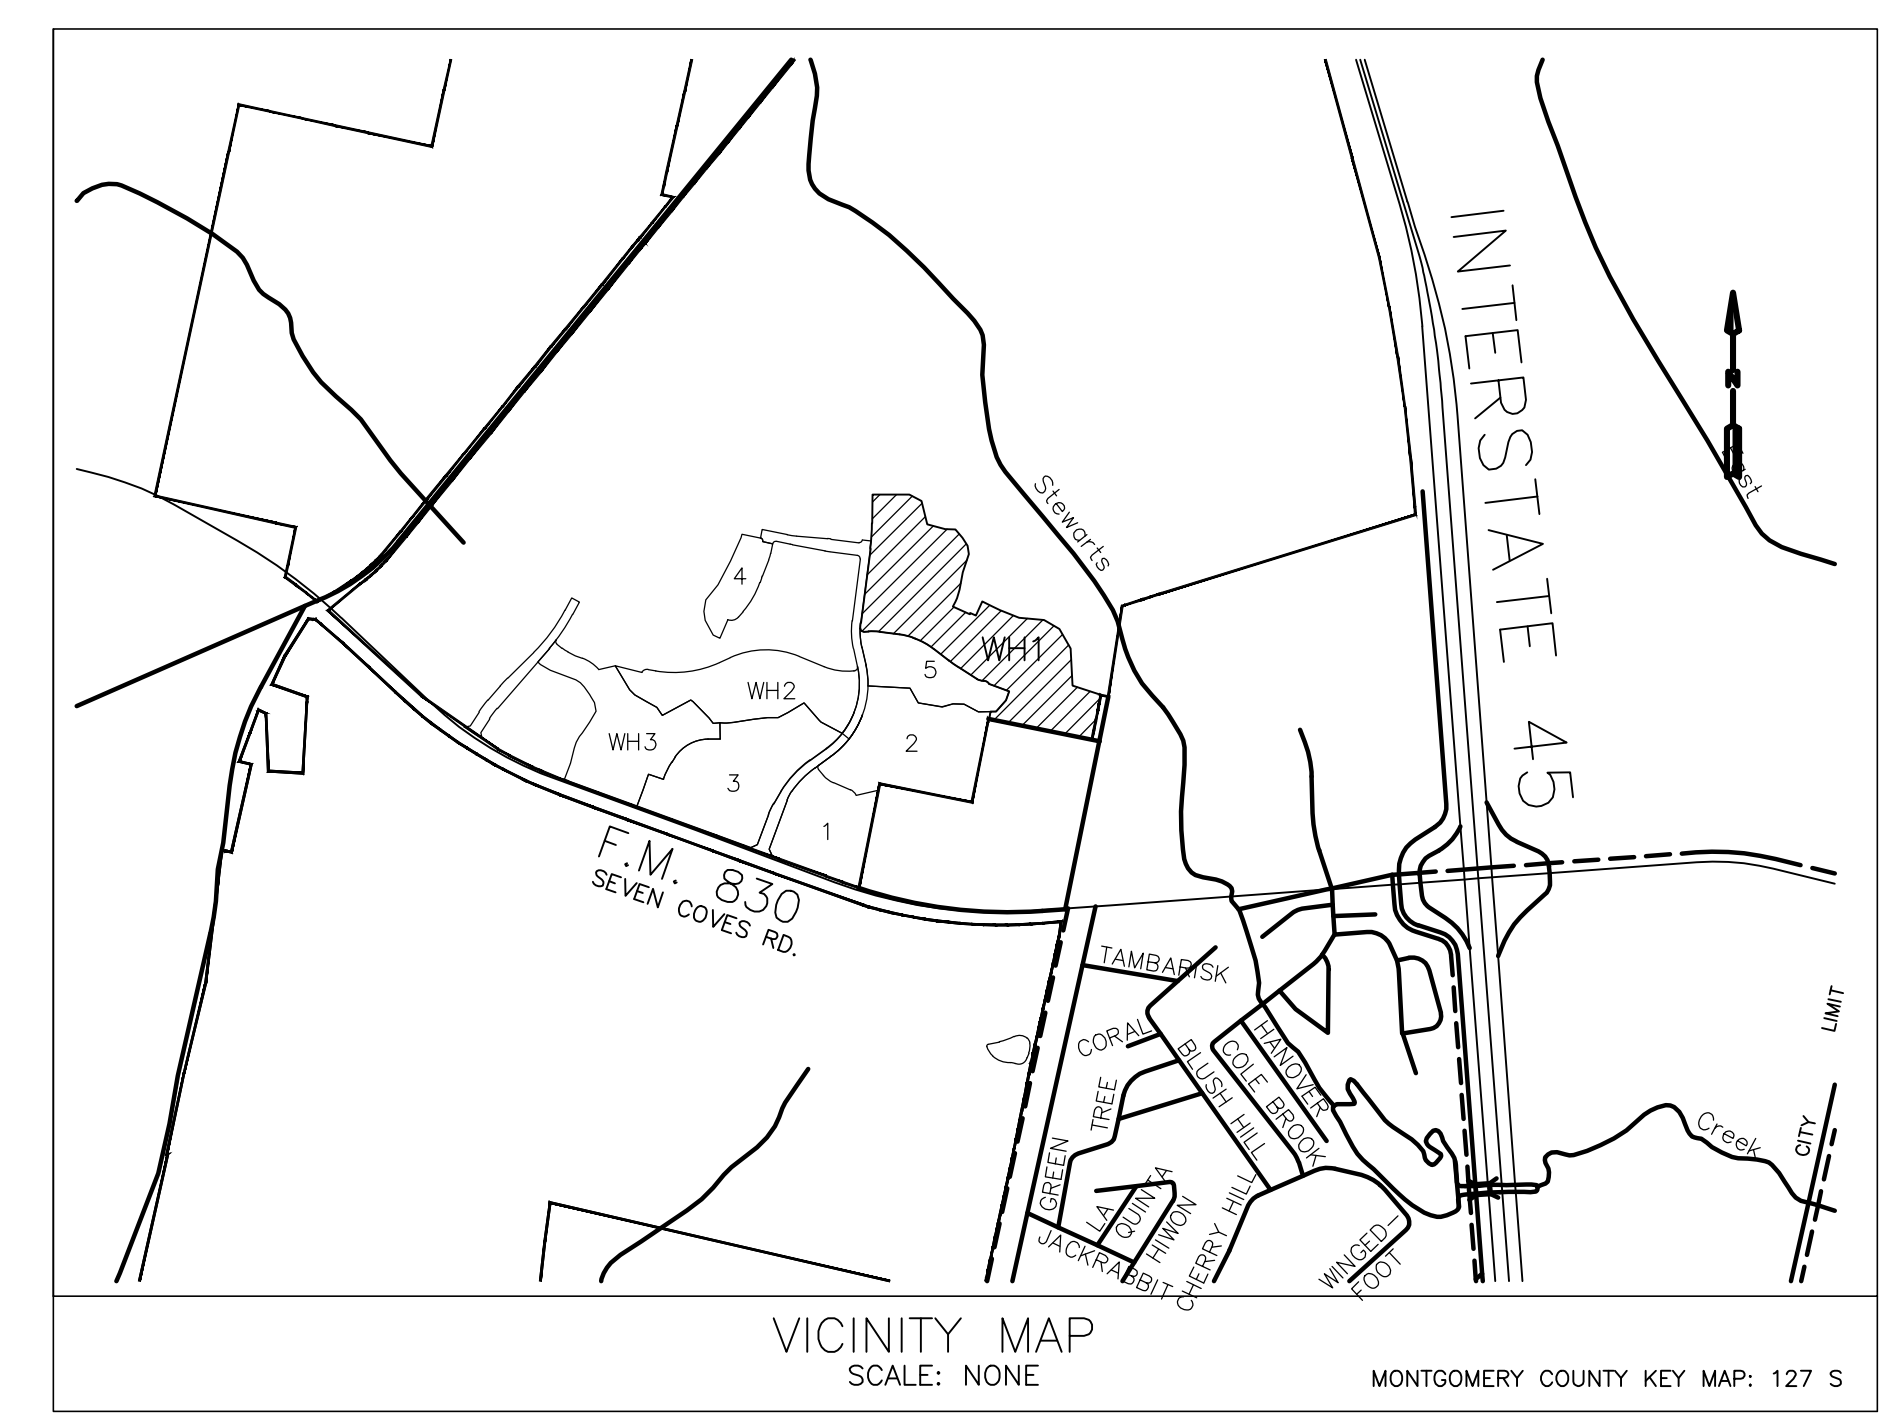 INTERSTATE 45
N
East
Stewarts
4
WH1
5
WH2
WH3
2
3
1
F.M. 830
SEVEN COVES RD.
TAMBARISK
CORAL
TREE
GREEN
BLUSH HILL
COLE BROOK
HANOVER
LA
QUINTA
HIWON
JACKRABBIT
CHERRY HILL
WINGED-
FOOT
Creek
CITY LIMIT
VICINITY MAP
SCALE: NONE
MONTGOMERY COUNTY KEY MAP: 127 S